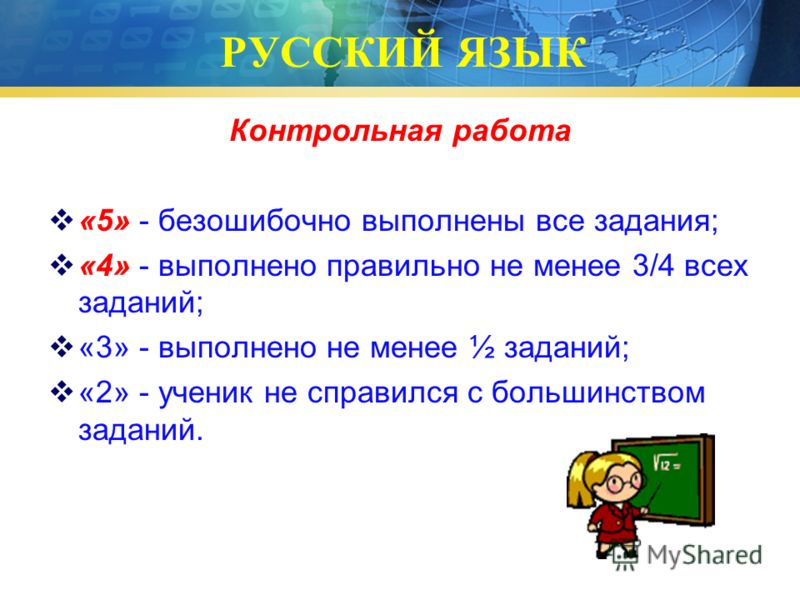 РУССКИЙ ЯЗЫК
Контрольная работа
«5» - безошибочно выполнены все задания;
«4» - выполнено правильно не менее 3/4 всех
заданий;
«3» - выполнено не менее ½ заданий;
«2» - ученик не справился с большинством
заданий.
√12 =
MyShared